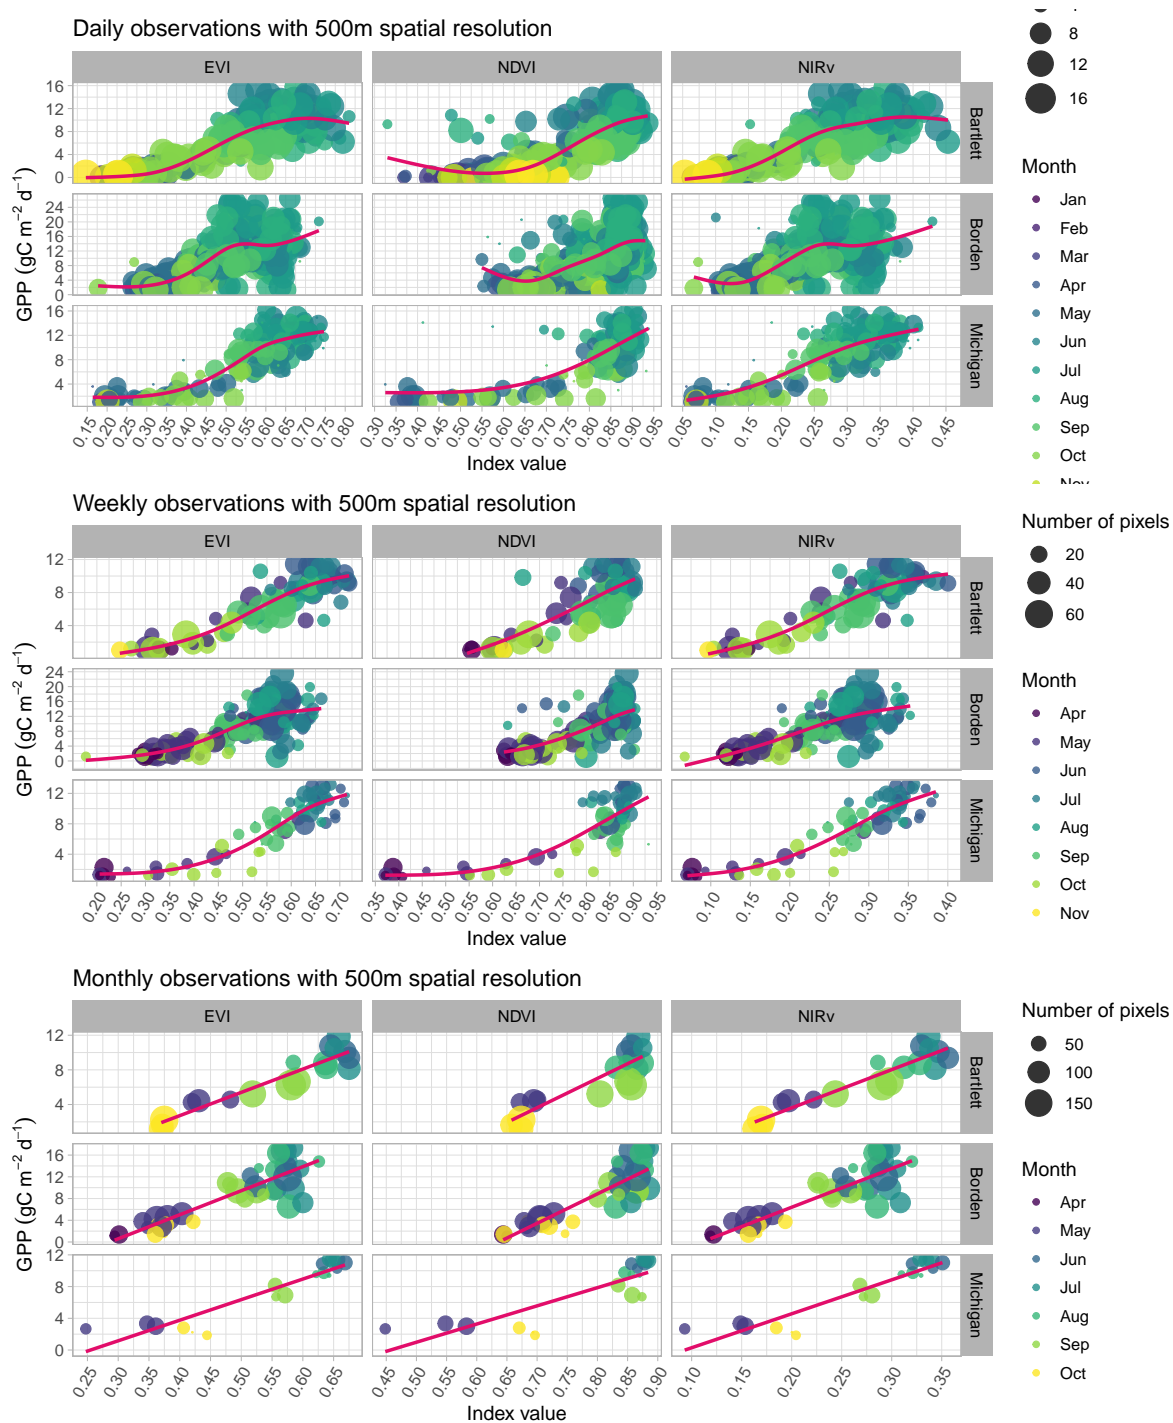 Daily observations with 500m spatial resolution
EVI
NDVI
NIRv
GPP (gC m⁻² d⁻¹)
16
12
8
4
0
Bartlett
24
20
16
12
8
4
0
Borden
16
12
8
4
Michigan
0.15 0.20 0.25 0.30 0.35 0.40 0.45 0.50 0.55 0.60 0.65 0.70 0.75 0.80
0.30 0.35 0.40 0.45 0.50 0.55 0.60 0.65 0.70 0.75 0.80 0.85 0.90 0.95
0.05 0.10 0.15 0.20 0.25 0.30 0.35 0.40 0.45
Index value
8
12
16
Month
Jan
Feb
Mar
Apr
May
Jun
Jul
Aug
Sep
Oct
Nov
Weekly observations with 500m spatial resolution
EVI
NDVI
NIRv
GPP (gC m⁻² d⁻¹)
12
8
4
Bartlett
24
20
16
12
8
4
0
Borden
12
8
4
Michigan
0.20 0.25 0.30 0.35 0.40 0.45 0.50 0.55 0.60 0.65 0.70
0.35 0.40 0.45 0.50 0.55 0.60 0.65 0.70 0.75 0.80 0.85 0.90 0.95
0.10 0.15 0.20 0.25 0.30 0.35 0.40
Index value
Number of pixels
20
40
60
Month
Apr
May
Jun
Jul
Aug
Sep
Oct
Nov
Monthly observations with 500m spatial resolution
EVI
NDVI
NIRv
GPP (gC m⁻² d⁻¹)
12
8
4
Bartlett
16
12
8
4
0
Borden
12
8
4
0
Michigan
0.25 0.30 0.35 0.40 0.45 0.50 0.55 0.60 0.65
0.45 0.50 0.55 0.60 0.65 0.70 0.75 0.80 0.85 0.90
0.10 0.15 0.20 0.25 0.30 0.35
Index value
Number of pixels
50
100
150
Month
Apr
May
Jun
Jul
Aug
Sep
Oct